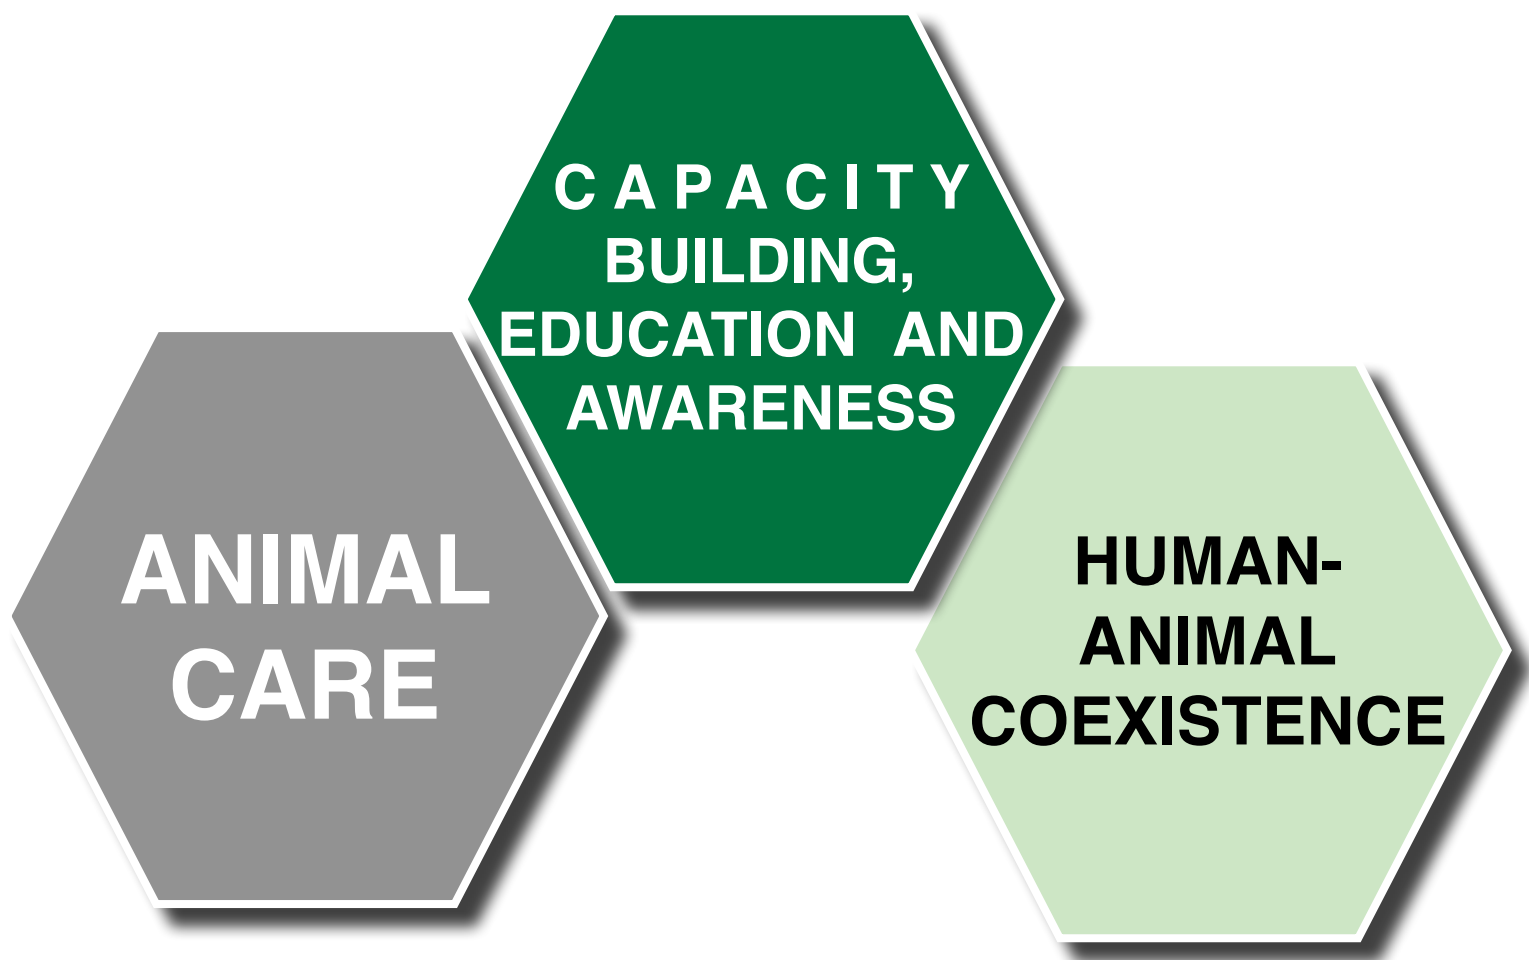 CAPACITY
BUILDING,
EDUCATION AND
AWARENESS
ANIMAL
CARE
HUMAN-
ANIMAL
COEXISTENCE